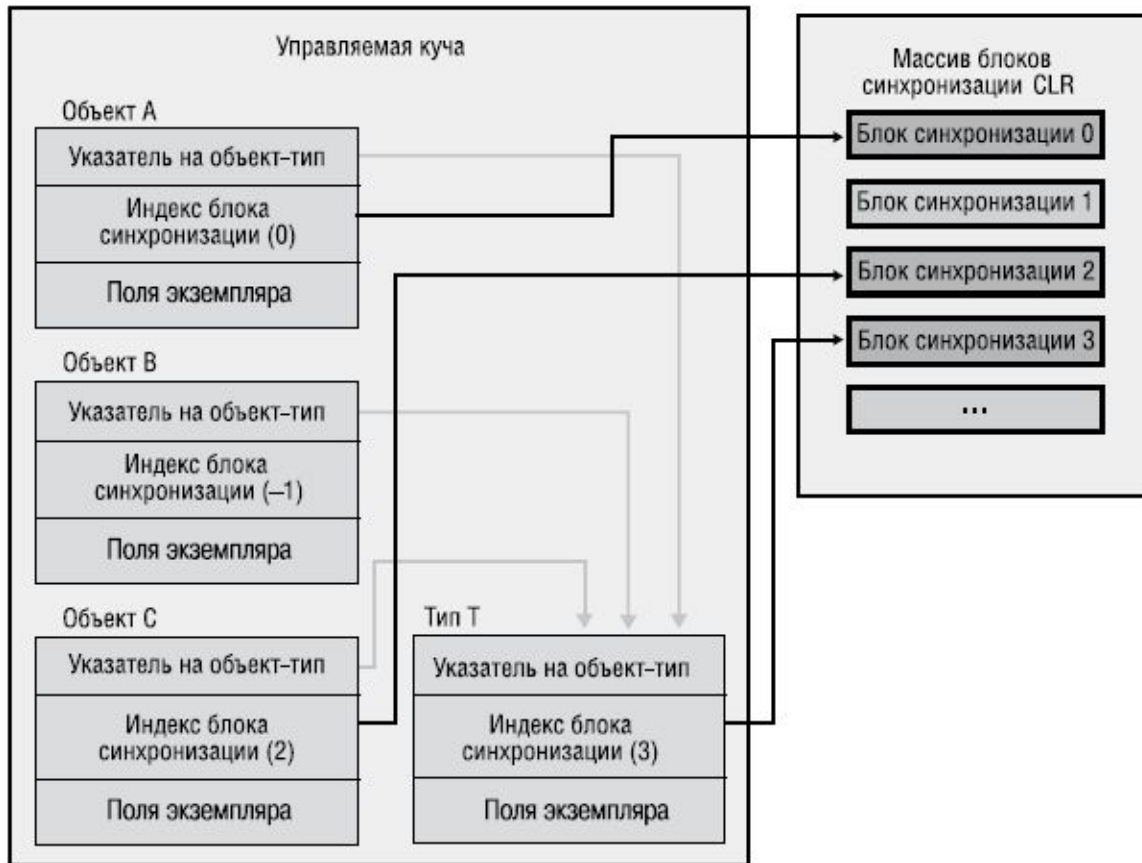 Управляемая куча
Объект A
Указатель на объект–тип
Индекс блока
синхронизации (0)
Поля экземпляра
Объект B
Указатель на объект–тип
Индекс блока
синхронизации (–1)
Поля экземпляра
Объект C
Указатель на объект–тип
Индекс блока
синхронизации (2)
Поля экземпляра
Тип T
Указатель на объект–тип
Индекс блока
синхронизации (3)
Поля экземпляра
Массив блоков
синхронизации CLR
Блок синхронизации 0
Блок синхронизации 1
Блок синхронизации 2
Блок синхронизации 3
...